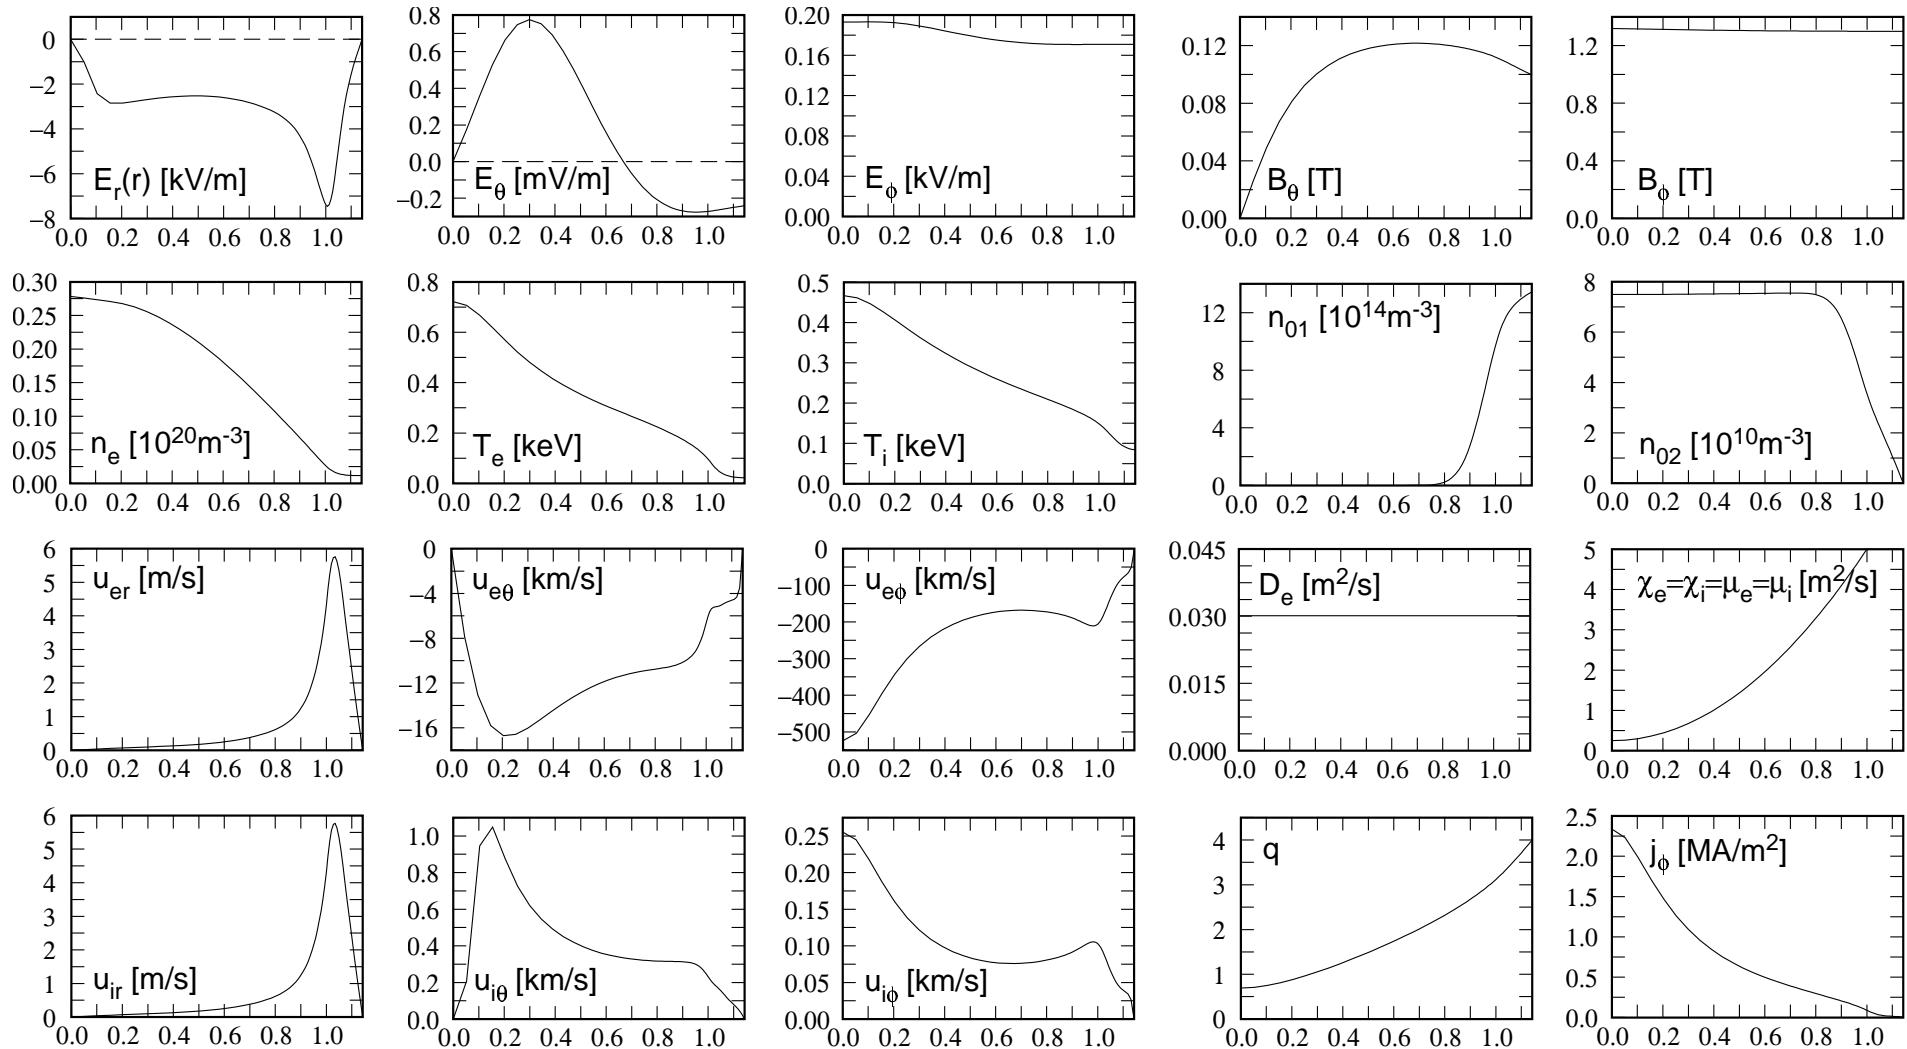 0
−2
−4
−6
−8
E_r(r) [kV/m]
0.0 0.2 0.4 0.6 0.8 1.0
0.8
0.6
0.4
0.2
0.0
−0.2
E_θ [mV/m]
0.0 0.2 0.4 0.6 0.8 1.0
0.20
0.16
0.12
0.08
0.04
0.00
E_ϕ [kV/m]
0.0 0.2 0.4 0.6 0.8 1.0
0.12
0.08
0.04
0.00
B_θ [T]
0.0 0.2 0.4 0.6 0.8 1.0
1.2
0.8
0.4
0.0
B_ϕ [T]
0.0 0.2 0.4 0.6 0.8 1.0
0.30
0.25
0.20
0.15
0.10
0.05
0.00
n_e [10^20 m^-3]
0.0 0.2 0.4 0.6 0.8 1.0
0.8
0.6
0.4
0.2
0.0
T_e [keV]
0.0 0.2 0.4 0.6 0.8 1.0
0.5
0.4
0.3
0.2
0.1
0.0
T_i [keV]
0.0 0.2 0.4 0.6 0.8 1.0
12
8
4
0
n_01 [10^14 m^-3]
0.0 0.2 0.4 0.6 0.8 1.0
8
6
4
2
0
n_02 [10^10 m^-3]
0.0 0.2 0.4 0.6 0.8 1.0
6
5
4
3
2
1
0
u_er [m/s]
0.0 0.2 0.4 0.6 0.8 1.0
0
−4
−8
−12
−16
u_eθ [km/s]
0.0 0.2 0.4 0.6 0.8 1.0
0
−100
−200
−300
−400
−500
u_eϕ [km/s]
0.0 0.2 0.4 0.6 0.8 1.0
0.045
0.030
0.015
0.000
D_e [m^2/s]
0.0 0.2 0.4 0.6 0.8 1.0
5
4
3
2
1
0
χ_e=χ_i=μ_e=μ_i [m^2/s]
0.0 0.2 0.4 0.6 0.8 1.0
6
5
4
3
2
1
0
u_ir [m/s]
0.0 0.2 0.4 0.6 0.8 1.0
1.0
0.8
0.6
0.4
0.2
0.0
u_iθ [km/s]
0.0 0.2 0.4 0.6 0.8 1.0
0.25
0.20
0.15
0.10
0.05
0.00
u_iϕ [km/s]
0.0 0.2 0.4 0.6 0.8 1.0
4
3
2
1
0
q
0.0 0.2 0.4 0.6 0.8 1.0
2.5
2.0
1.5
1.0
0.5
0.0
j_ϕ [MA/m^2]
0.0 0.2 0.4 0.6 0.8 1.0